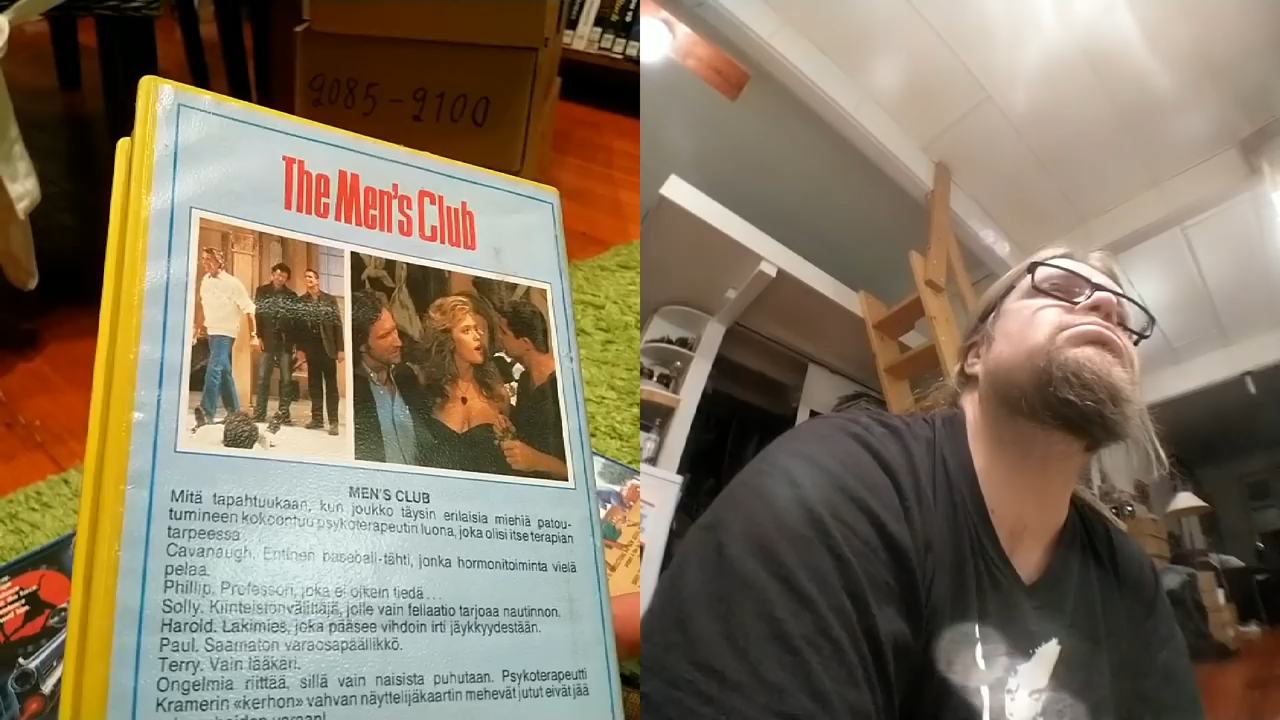 2085-2100
The Men's Club
MEN'S CLUB
Mitä tapahtuukaan, kun joukko täysin erilaisia miehiä patou-
tumineen kokoontuu psykoterapeutin luona, joka olisi itse terapian
tarpeessa.
Cavanaugh. Entinen baseball-tähti, jonka hormonitoiminta vielä
pelaa.
Phillip. Professori, joka ei oikein tiedä...
Solly. Kiinteistönvälittäjä, jolle vain fellaatio tarjoaa nautinnon.
Harold. Lakimies, joka pääsee vihdoin irti jäykkyydestään.
Paul. Saamaton varaosapäällikkö.
Terry. Vain lääkäri.
Ongelmia riittää, sillä vain naisista puhutaan. Psykoterapeutti
Kramerin «kerhon» vahvan näyttelijäkaartin mehevät jutut eivät jää